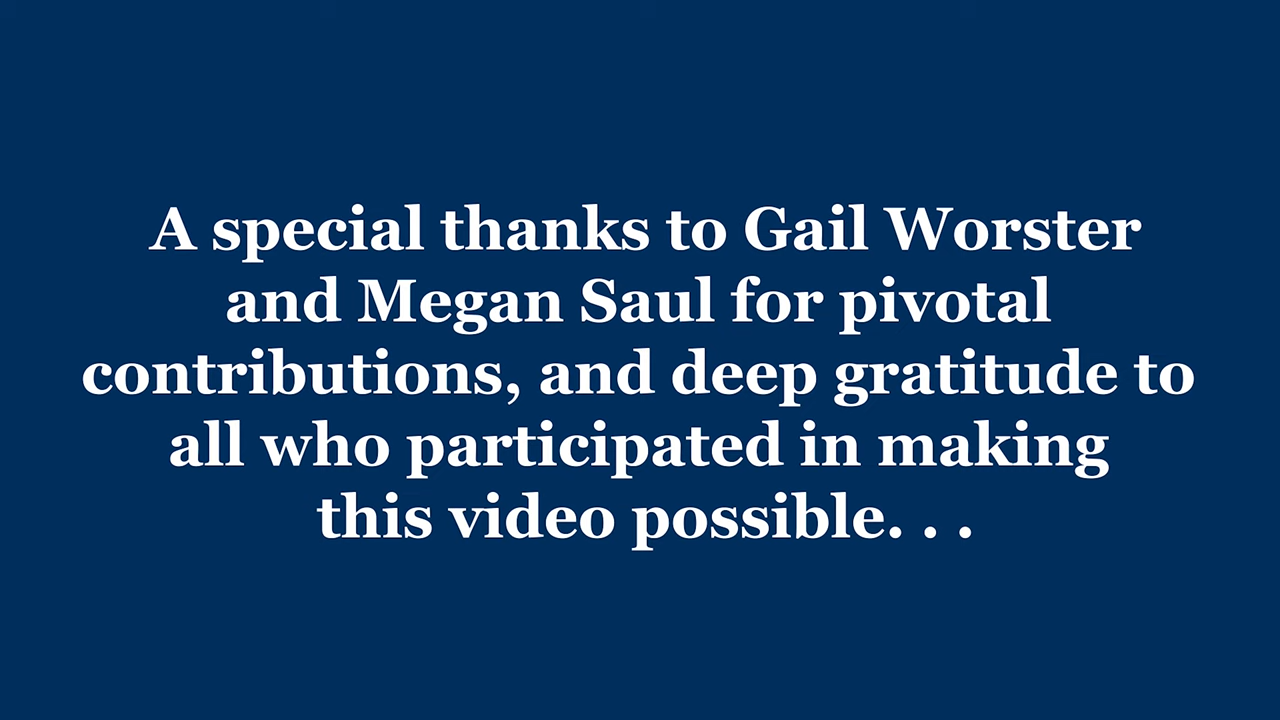 A special thanks to Gail Worster
and Megan Saul for pivotal
contributions, and deep gratitude to
all who participated in making
this video possible. . .